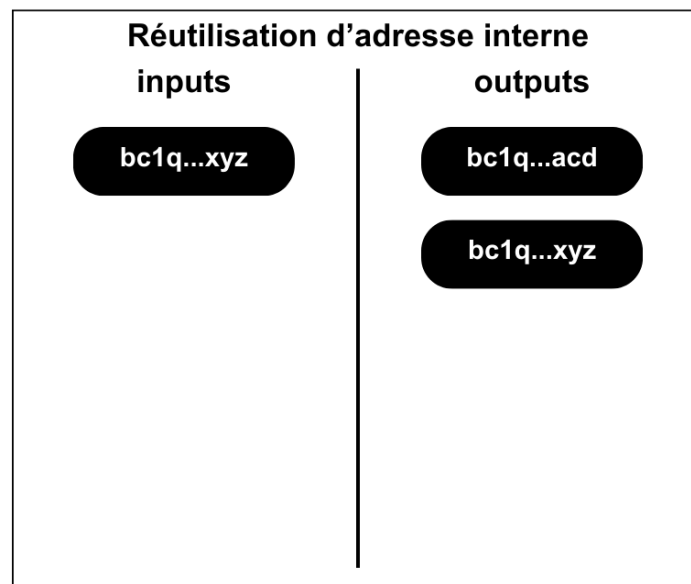 Réutilisation d’adresse interne
inputs
outputs
bc1q...xyz
bc1q...acd
bc1q...xyz